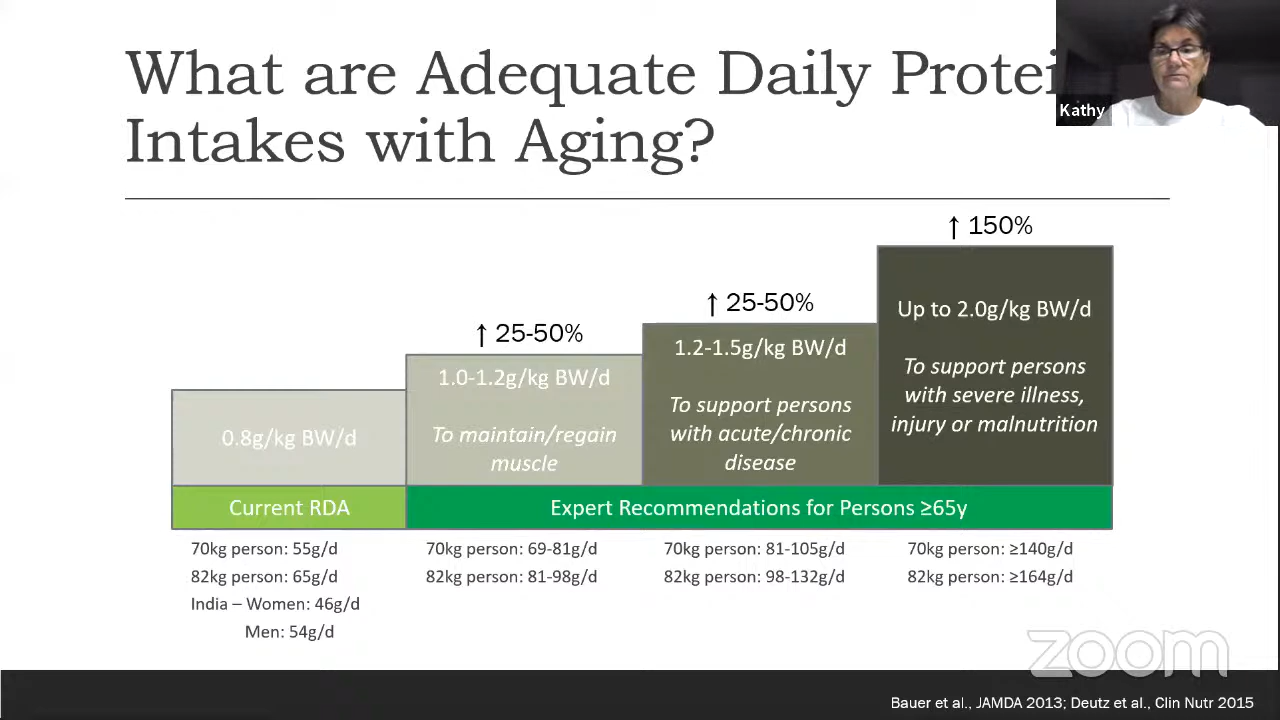 What are Adequate Daily Protei
Intakes with Aging?
Kathy
↑ 25-50%
↑ 25-50%
↑ 150%
0.8g/kg BW/d
1.0-1.2g/kg BW/d
To maintain/regain
muscle
1.2-1.5g/kg BW/d
To support persons
with acute/chronic
disease
Up to 2.0g/kg BW/d
To support persons
with severe illness,
injury or malnutrition
Current RDA
Expert Recommendations for Persons ≥65y
70kg person: 55g/d
82kg person: 65g/d
India – Women: 46g/d
Men: 54g/d
70kg person: 69-81g/d
82kg person: 81-98g/d
70kg person: 81-105g/d
82kg person: 98-132g/d
70kg person: ≥140g/d
82kg person: ≥164g/d
zoom
Bauer et al., JAMDA 2013; Deutz et al., Clin Nutr 2015